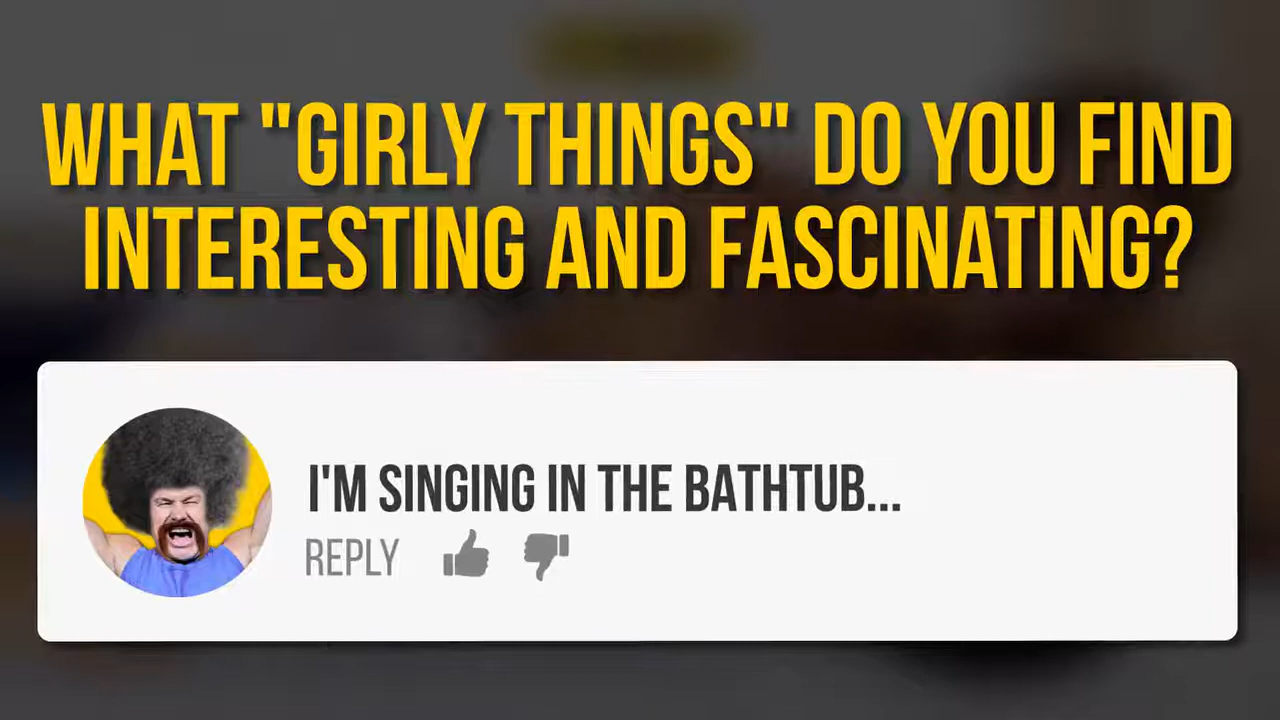 WHAT "GIRLY THINGS" DO YOU FIND
INTERESTING AND FASCINATING?
I'M SINGING IN THE BATHTUB...
REPLY